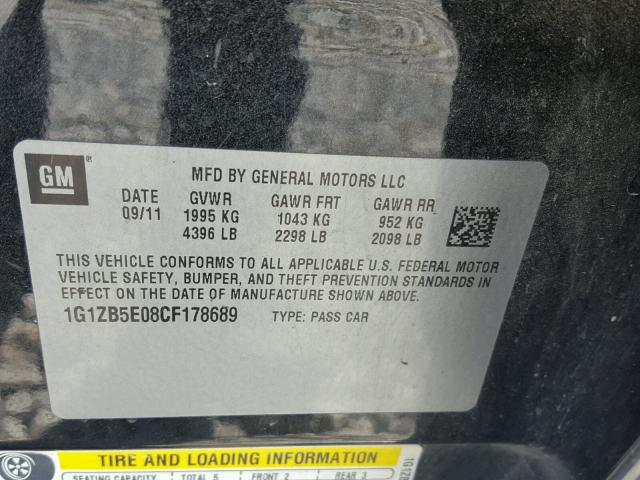 GM ®
MFD BY GENERAL MOTORS LLC
DATE GVWR GAWR FRT GAWR RR
09/11 1995 KG 1043 KG 952 KG
4396 LB 2298 LB 2098 LB
THIS VEHICLE CONFORMS TO ALL APPLICABLE U.S. FEDERAL MOTOR
VEHICLE SAFETY, BUMPER, AND THEFT PREVENTION STANDARDS IN
EFFECT ON THE DATE OF MANUFACTURE SHOWN ABOVE.
1G1ZB5E08CF178689 TYPE: PASS CAR
TIRE AND LOADING INFORMATION
SEATING CAPACITY TOTAL 5 FRONT 2 REAR 3
1G1ZB